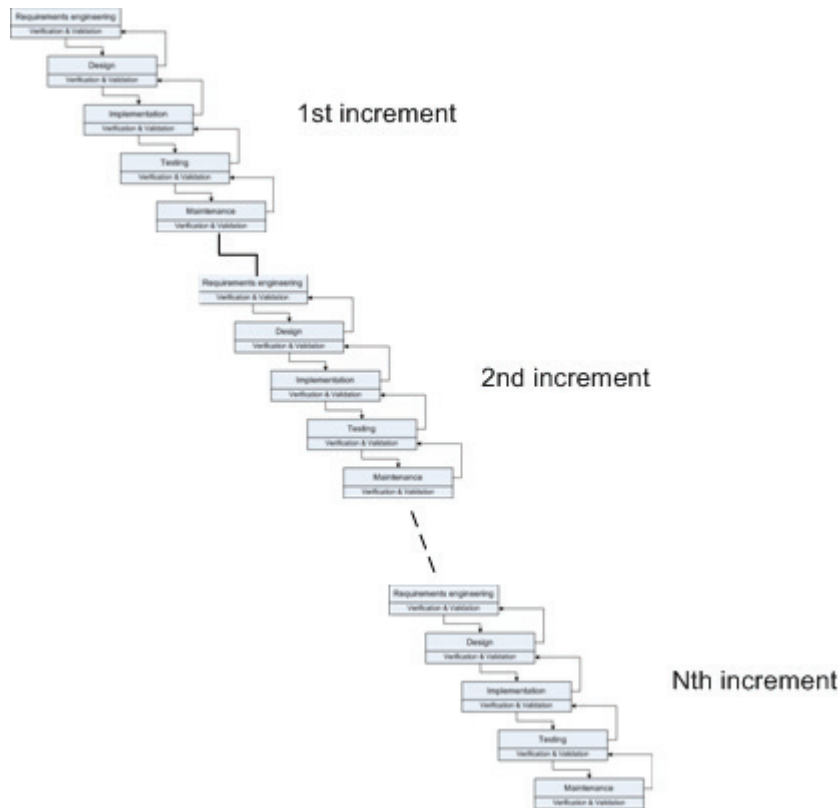 Requirements engineering
Verification & Validation
Design
Verification & Validation
Implementation
Verification & Validation
Testing
Verification & Validation
Maintenance
Verification & Validation
1st increment
Requirements engineering
Verification & Validation
Design
Verification & Validation
Implementation
Verification & Validation
Testing
Verification & Validation
Maintenance
Verification & Validation
2nd increment
Requirements engineering
Verification & Validation
Design
Verification & Validation
Implementation
Verification & Validation
Testing
Verification & Validation
Maintenance
Verification & Validation
Nth increment